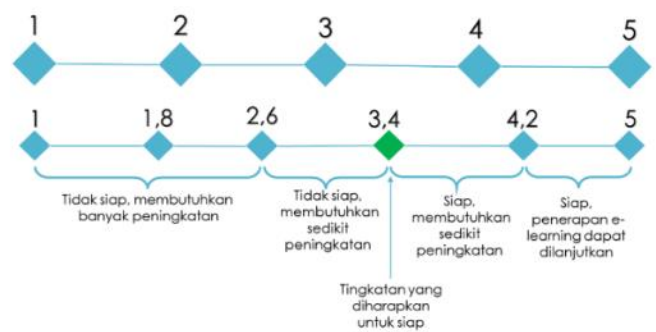 1 2 3 4 5
1 1,8 2,6 3,4 4,2 5
Tidak siap, membutuhkan
banyak peningkatan
Tidak siap,
membutuhkan
sedikit
peningkatan
Siap,
membutuhkan
sedikit
peningkatan
Siap,
penerapan e-
learning dapat
dilanjutkan
Tingkatan yang
diharapkan
untuk siap